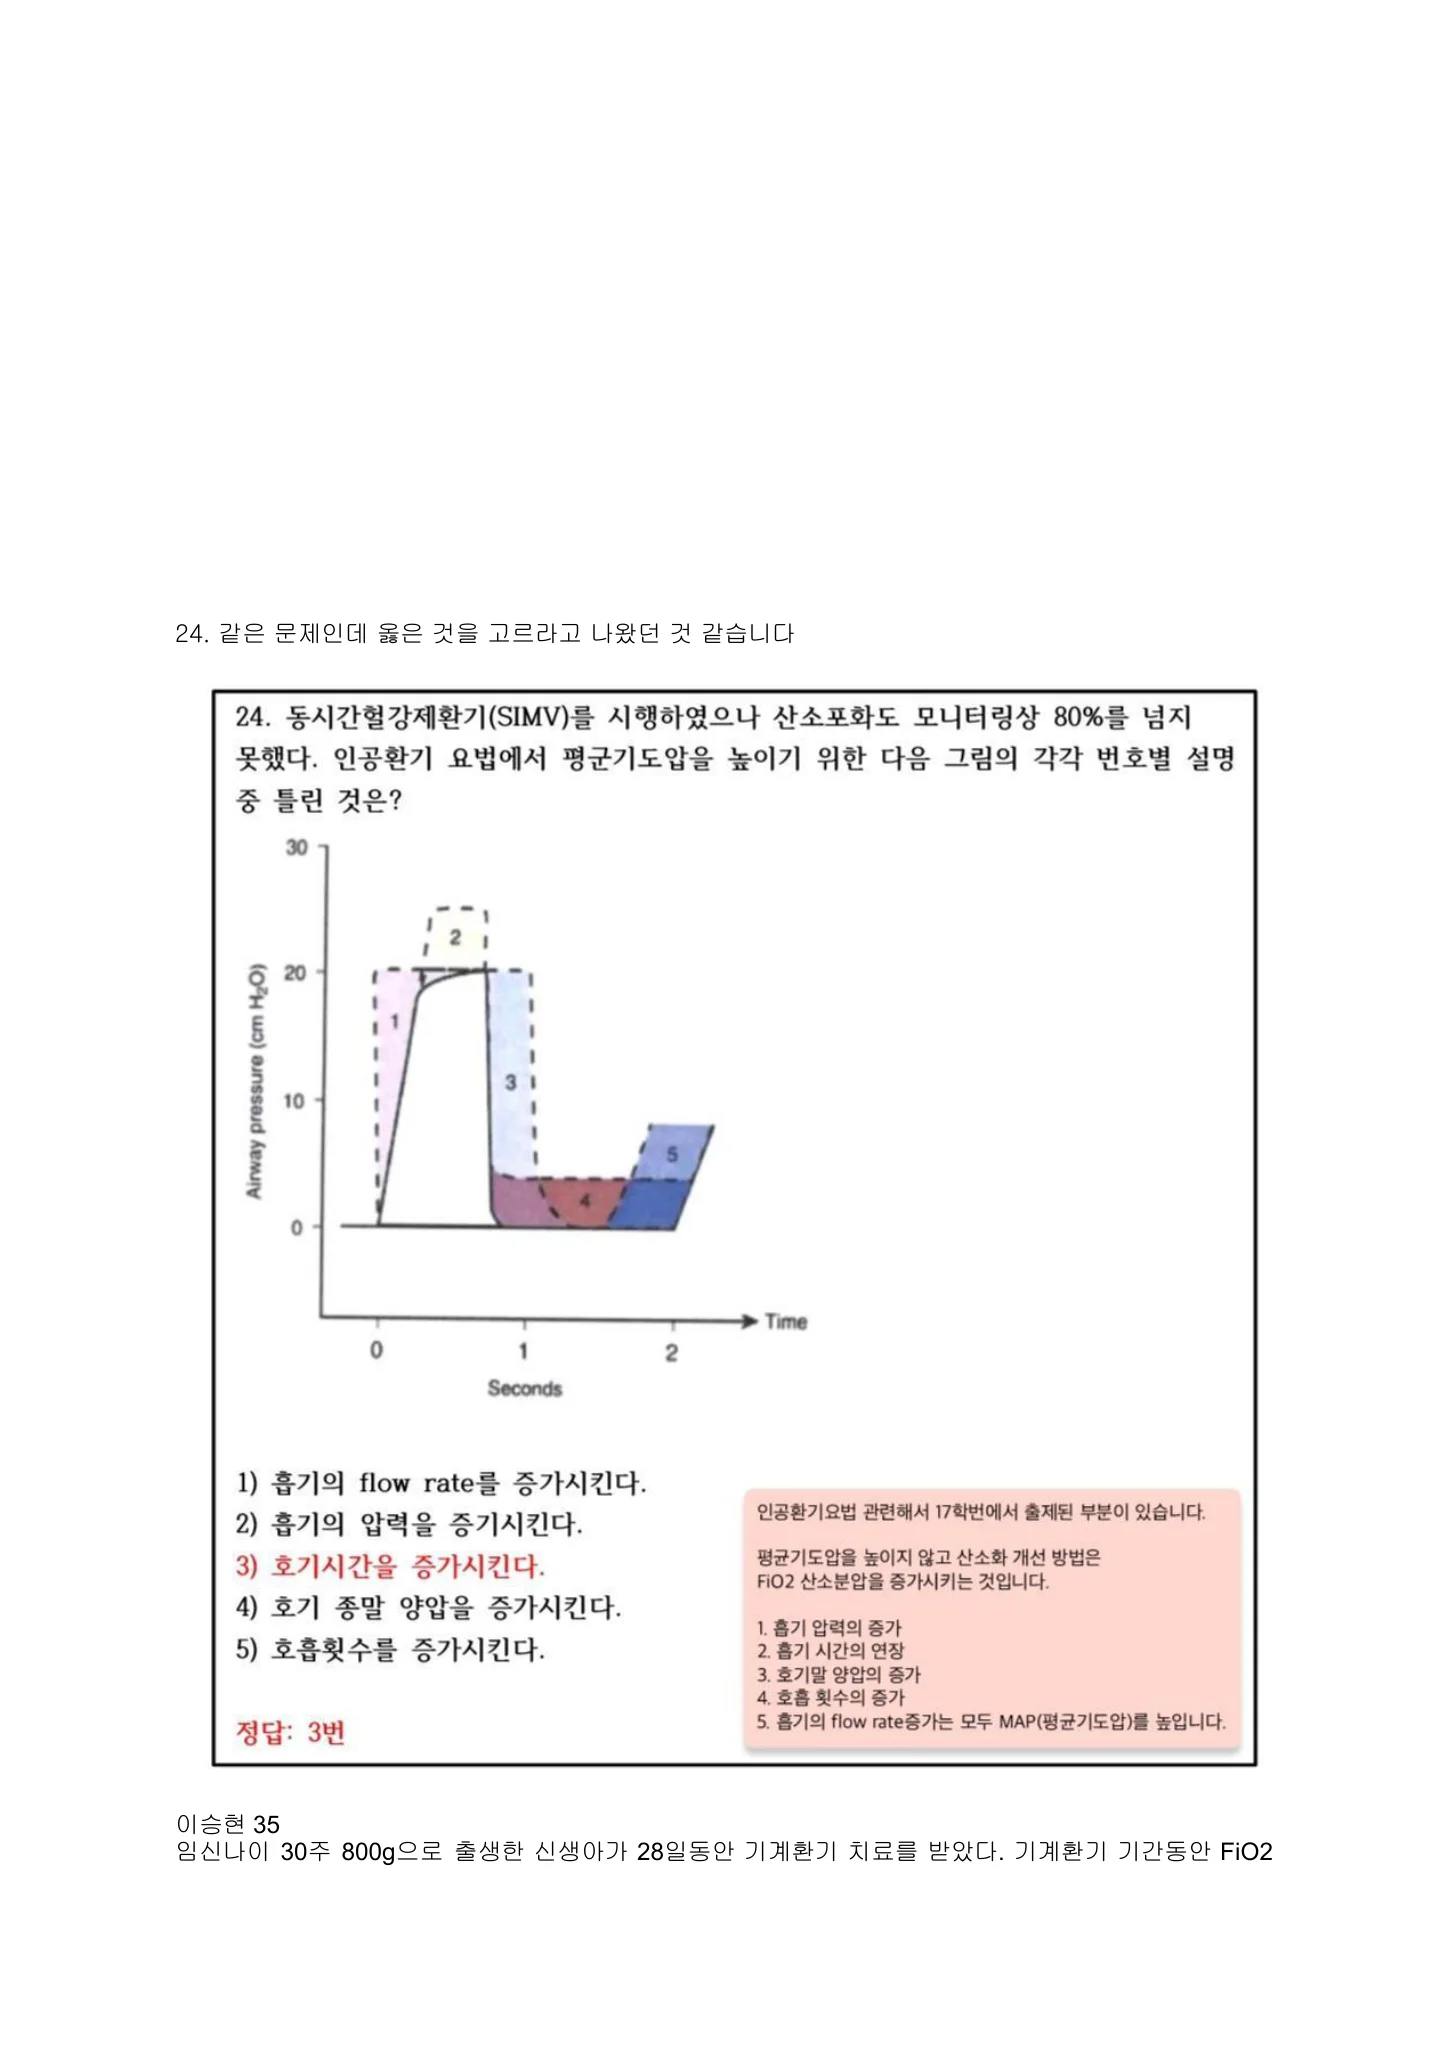 24. 같은 문제인데 옳은 것을 고르라고 나왔던 것 같습니다
24. 동시간헐강제환기(SIMV)를 시행하였으나 산소포화도 모니터링상 80%를 넘지
못했다. 인공환기 요법에서 평균기도압을 높이기 위한 다음 그림의 각각 번호별 설명
중 틀린 것은?
30
2
20
1
3
10
5
4
0
Airway pressure (cm H₂O)
Time
0 1 2
Seconds
1) 흡기의 flow rate를 증가시킨다.
2) 흡기의 압력을 증기시킨다.
3) 호기시간을 증가시킨다.
4) 호기 종말 양압을 증가시킨다.
5) 호흡횟수를 증가시킨다.
정답: 3번
인공환기요법 관련해서 17학번에서 출제된 부분이 있습니다.
평균기도압을 높이지 않고 산소화 개선 방법은
FiO2 산소분압을 증가시키는 것입니다.
1. 흡기 압력의 증가
2. 흡기 시간의 연장
3. 호기말 양압의 증가
4. 호흡 횟수의 증가
5. 흡기의 flow rate증가는 모두 MAP(평균기도압)를 높입니다.
이승현 35
임신나이 30주 800g으로 출생한 신생아가 28일동안 기계환기 치료를 받았다. 기계환기 기간동안 FiO2